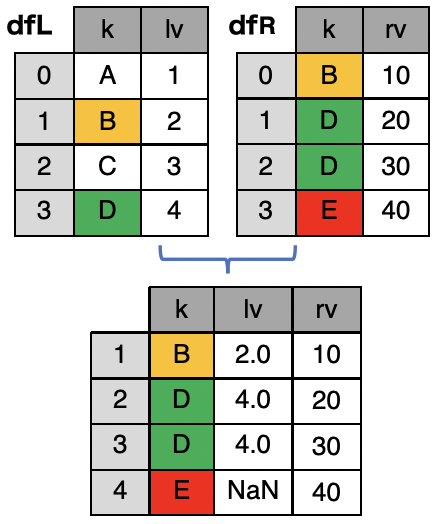 dfL k lv
0 A 1
1 B 2
2 C 3
3 D 4
dfR k rv
0 B 10
1 D 20
2 D 30
3 E 40
k lv rv
1 B 2.0 10
2 D 4.0 20
3 D 4.0 30
4 E NaN 40